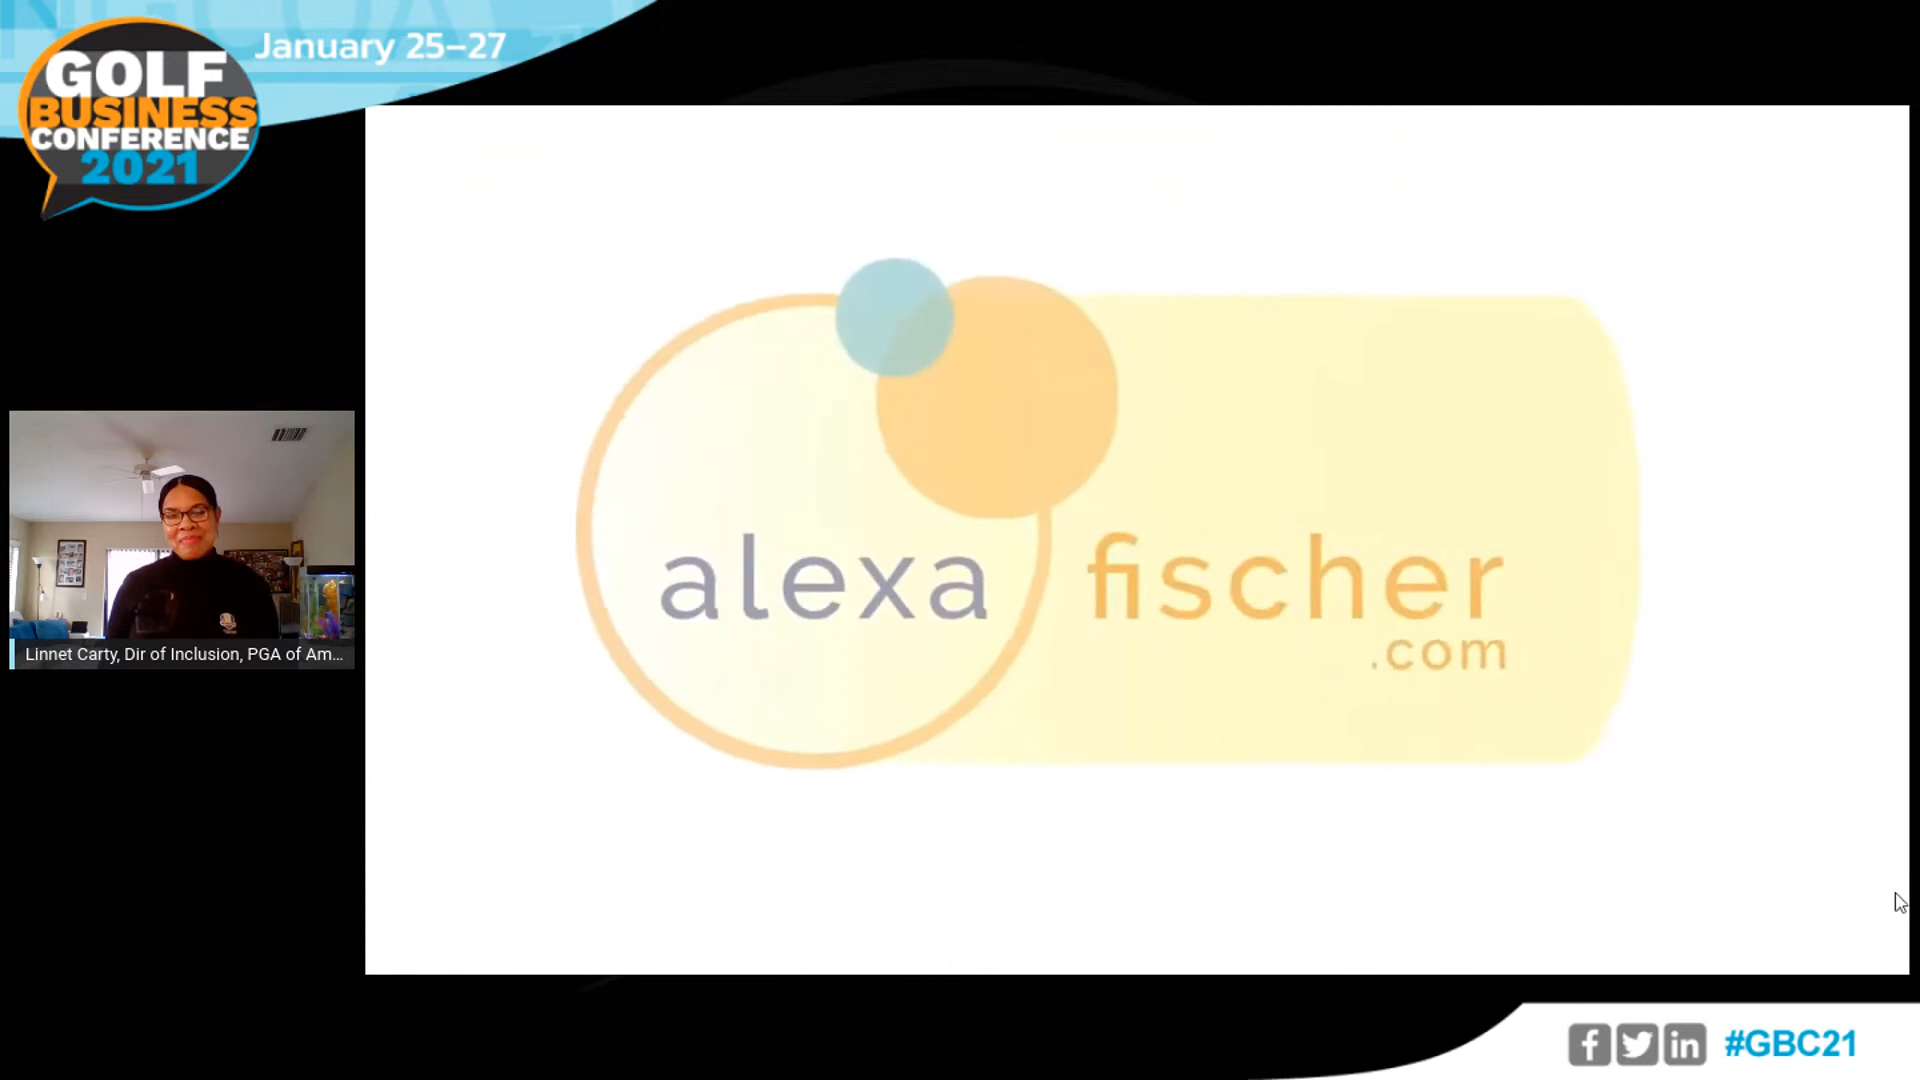 January 25–27
GOLF
BUSINESS
CONFERENCE
2021
alexa fischer
.com
Linnet Carty, Dir of Inclusion, PGA of Am...
#GBC21